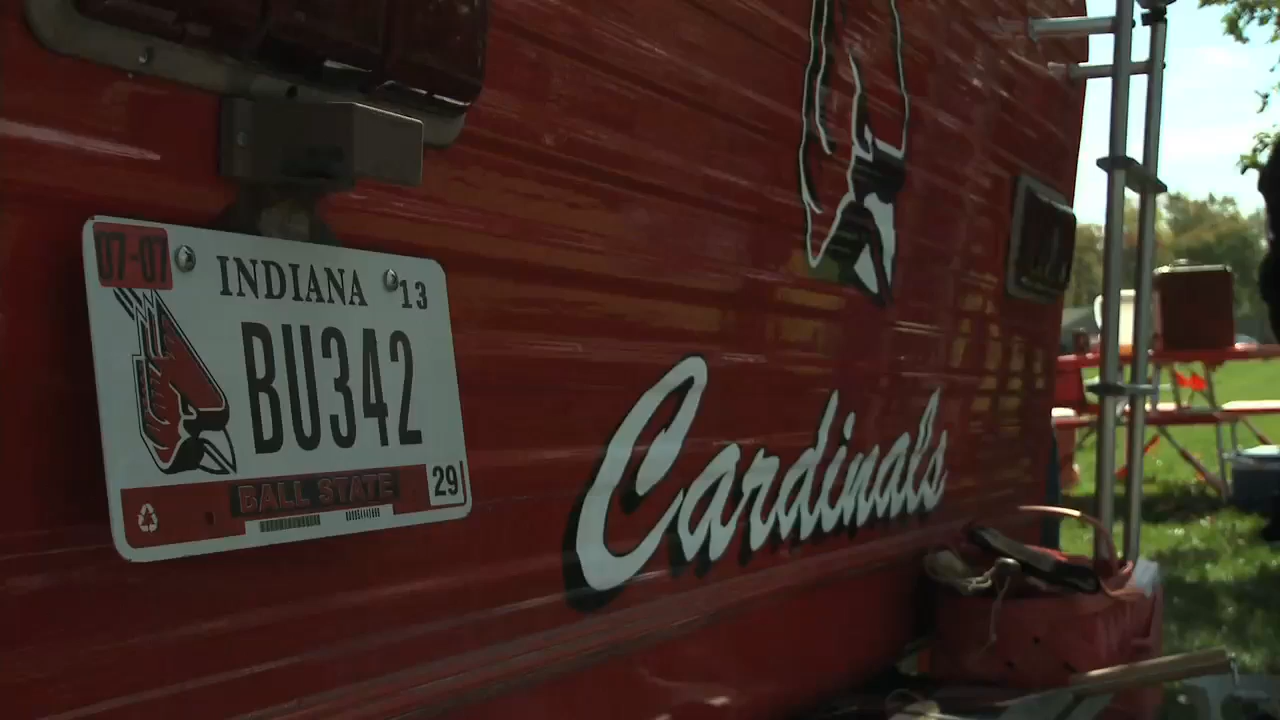 07-07
INDIANA 13
BU342
BALL STATE
29
Cardinals